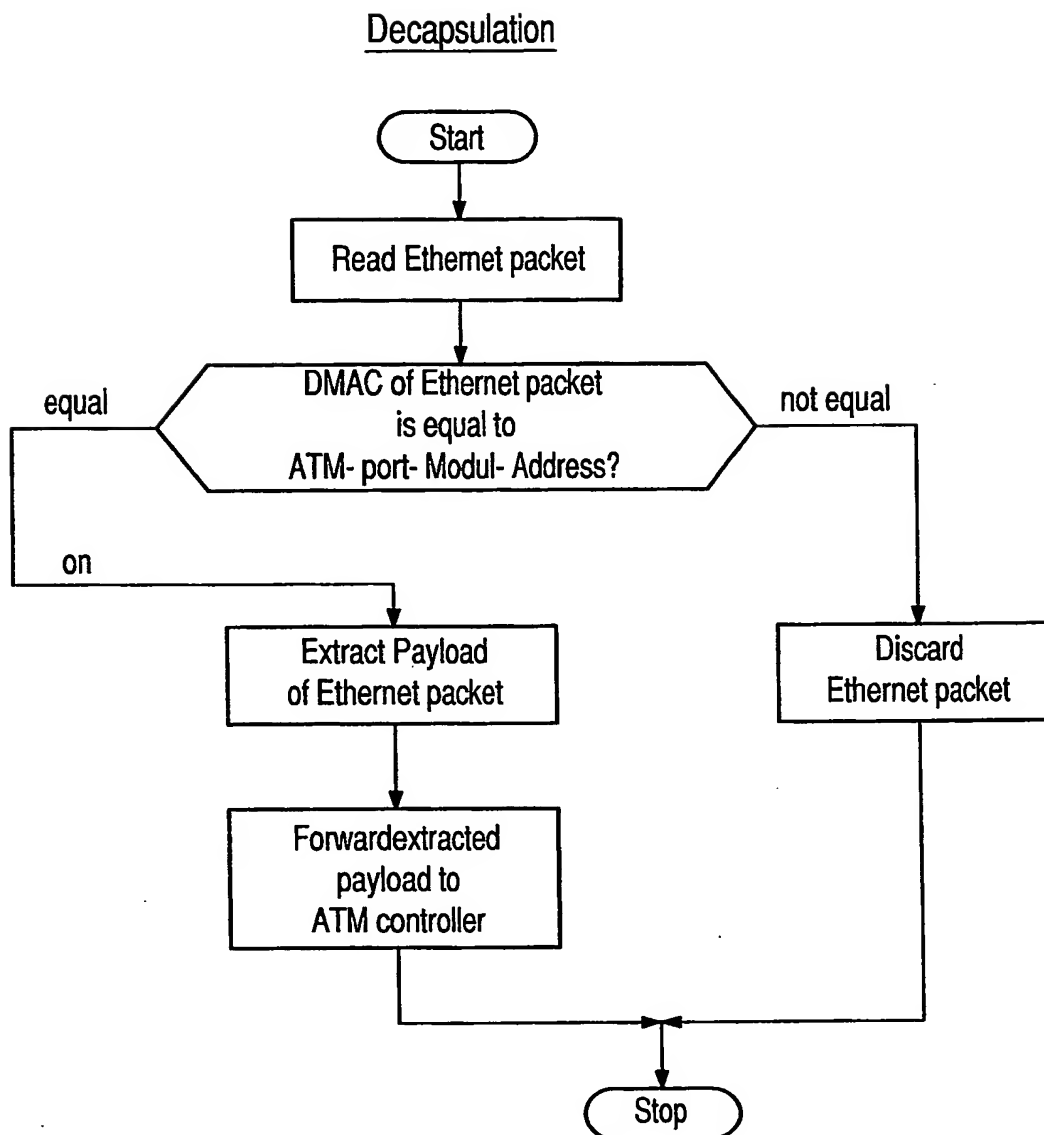 Decapsulation
Start
Read Ethernet packet
DMAC of Ethernet packet
is equal to
ATM- port- Modul- Address?
equal
not equal
on
Extract Payload
of Ethernet packet
Discard
Ethernet packet
Forwardextracted
payload to
ATM controller
Stop